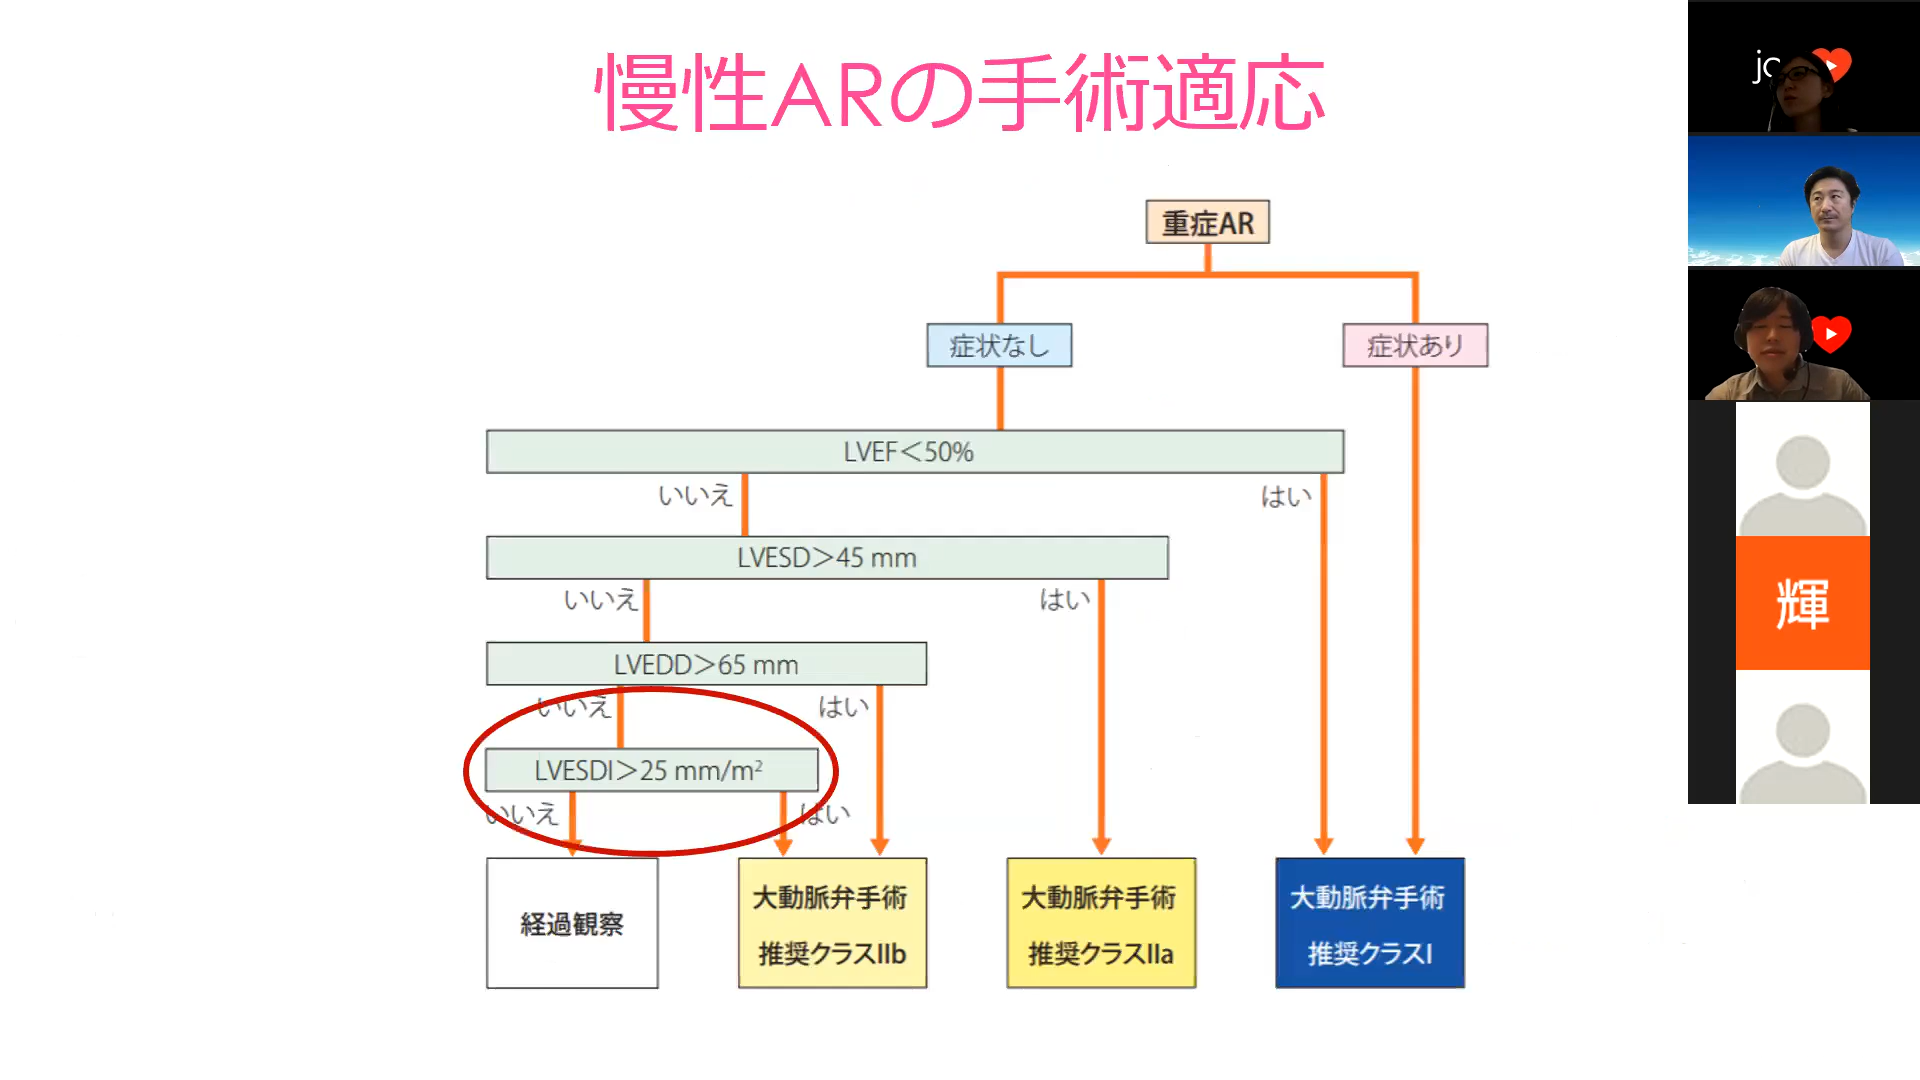 慢性ARの手術適応
重症AR
症状なし
症状あり
LVEF＜50%
いいえ
はい
LVESD＞45 mm
いいえ
はい
LVEDD＞65 mm
いいえ
はい
LVESDI＞25 mm/m²
いいえ
はい
経過観察
大動脈弁手術
推奨クラスIIb
大動脈弁手術
推奨クラスIIa
大動脈弁手術
推奨クラスI
輝